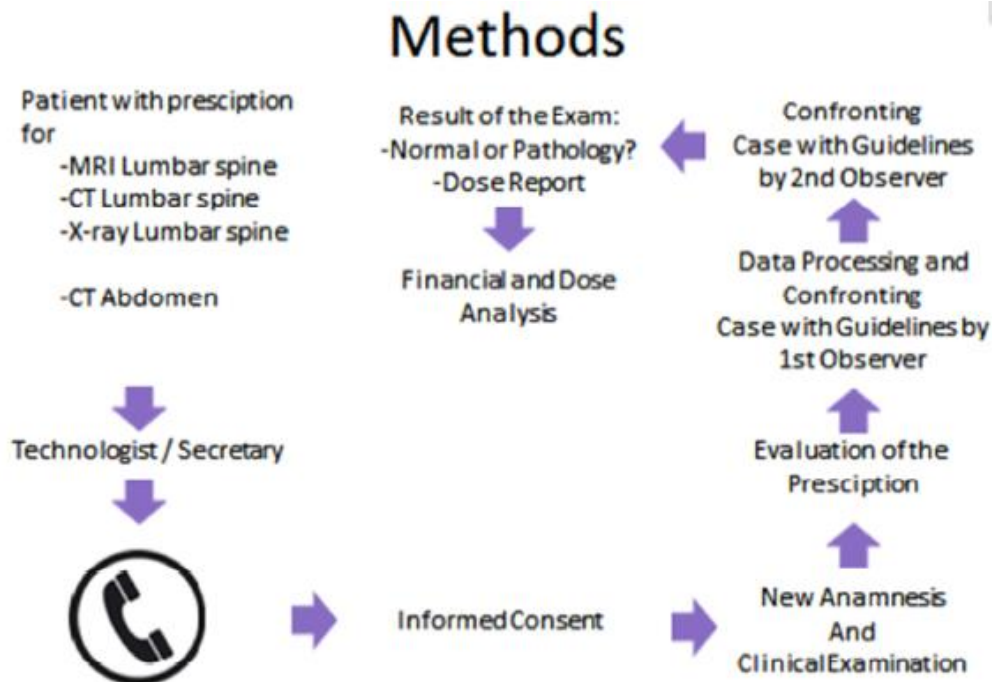 Methods
Patient with presciption
for
-MRI Lumbar spine
-CT Lumbar spine
-X-ray Lumbar spine
-CT Abdomen
Technologist / Secretary
Informed Consent
New Anamnesis
And
Clinical Examination
Evaluation of the
Presciption
Data Processing and
Confronting
Case with Guidelines by
1st Observer
Confronting
Case with Guidelines
by 2nd Observer
Result of the Exam:
-Normal or Pathology?
-Dose Report
Financial and Dose
Analysis